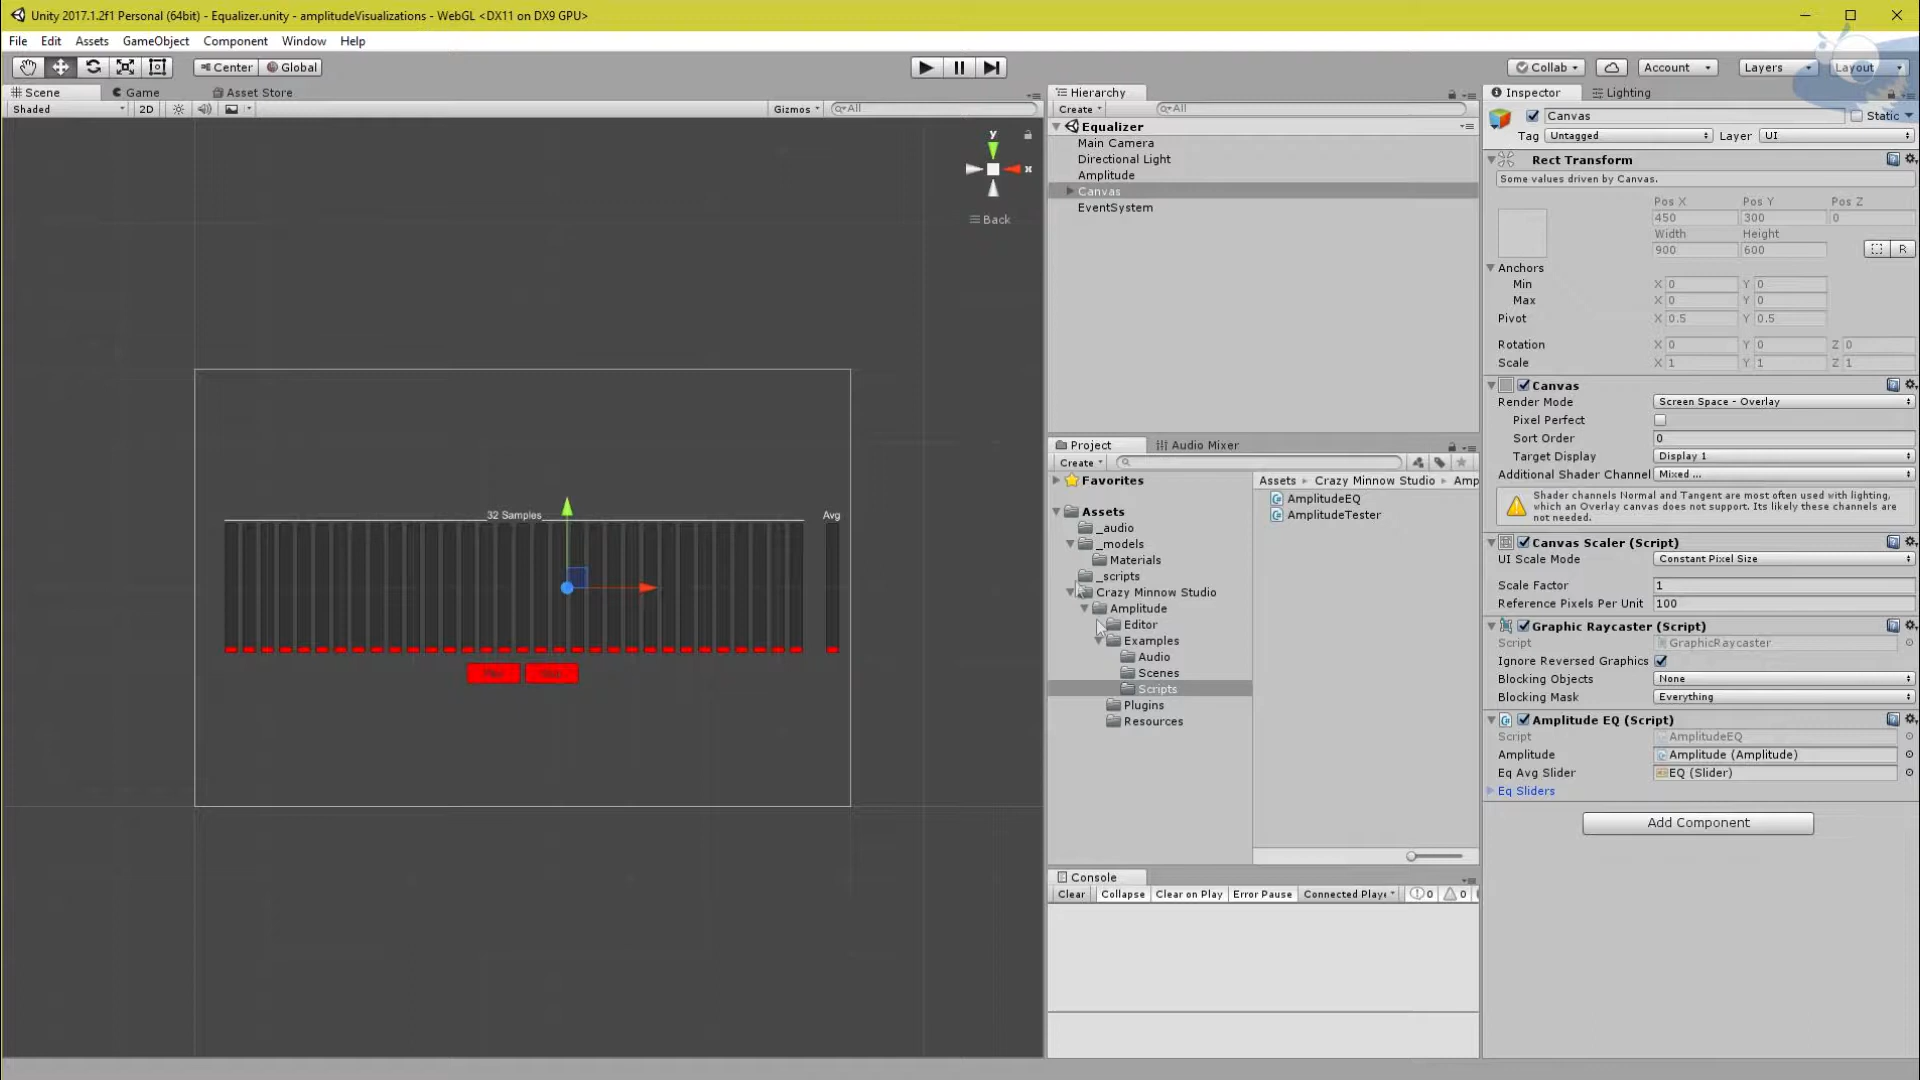 Unity 2017.1.2f1 Personal (64bit) - Equalizer.unity - amplitudeVisualizations - WebGL <DX11 on DX9 GPU>
File Edit Assets GameObject Component Window Help
Center Global
Collab Account Layers Layout
Scene Game Asset Store
Shaded 2D Gizmos All
y
x
Back
32 Samples
Avg
Hierarchy
Create All
Equalizer
Main Camera
Directional Light
Amplitude
Canvas
EventSystem
Project Audio Mixer
Create
Favorites
Assets
_audio
_models
Materials
_scripts
Crazy Minnow Studio
Amplitude
Editor
Examples
Audio
Scenes
Scripts
Plugins
Resources
Assets Crazy Minnow Studio Amp
AmplitudeEQ
AmplitudeTester
Console
Clear Collapse Clear on Play Error Pause Connected Playe 0 0
Inspector Lighting
Canvas Static
Tag Untagged Layer UI
Rect Transform
Some values driven by Canvas.
Pos X Pos Y Pos Z
450 300 0
Width Height
900 600 R
Anchors
Min X 0 Y 0
Max X 0 Y 0
Pivot X 0.5 Y 0.5
Rotation X 0 Y 0 Z 0
Scale X 1 Y 1 Z 1
Canvas
Render Mode Screen Space - Overlay
Pixel Perfect
Sort Order 0
Target Display Display 1
Additional Shader Channel Mixed ...
Shader channels Normal and Tangent are most often used with lighting,
which an Overlay canvas does not support. Its likely these channels are
not needed.
Canvas Scaler (Script)
UI Scale Mode Constant Pixel Size
Scale Factor 1
Reference Pixels Per Unit 100
Graphic Raycaster (Script)
Script GraphicRaycaster
Ignore Reversed Graphics
Blocking Objects None
Blocking Mask Everything
Amplitude EQ (Script)
Script AmplitudeEQ
Amplitude Amplitude (Amplitude)
Eq Avg Slider EQ (Slider)
Eq Sliders
Add Component